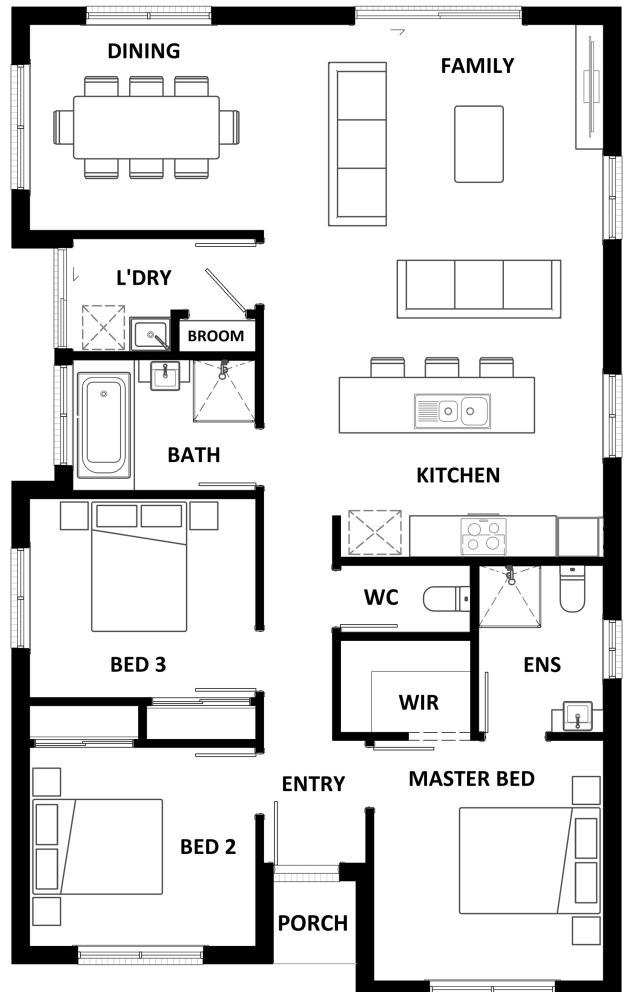 DINING
FAMILY
L'DRY
BROOM
BATH
KITCHEN
WC
BED 3
ENS
WIR
ENTRY
MASTER BED
BED 2
PORCH